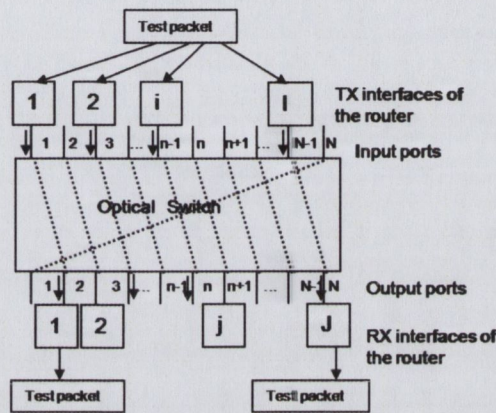 Test packet
1 2 i I
TX interfaces of
the router
1 2 3 ... n-1 n n+1 ... N-1 N
Input ports
Optical Switch
1 2 3 ... n-1 n n+1 ... N-1 N
Output ports
1 2 j J
RX interfaces of
the router
Test packet Test packet